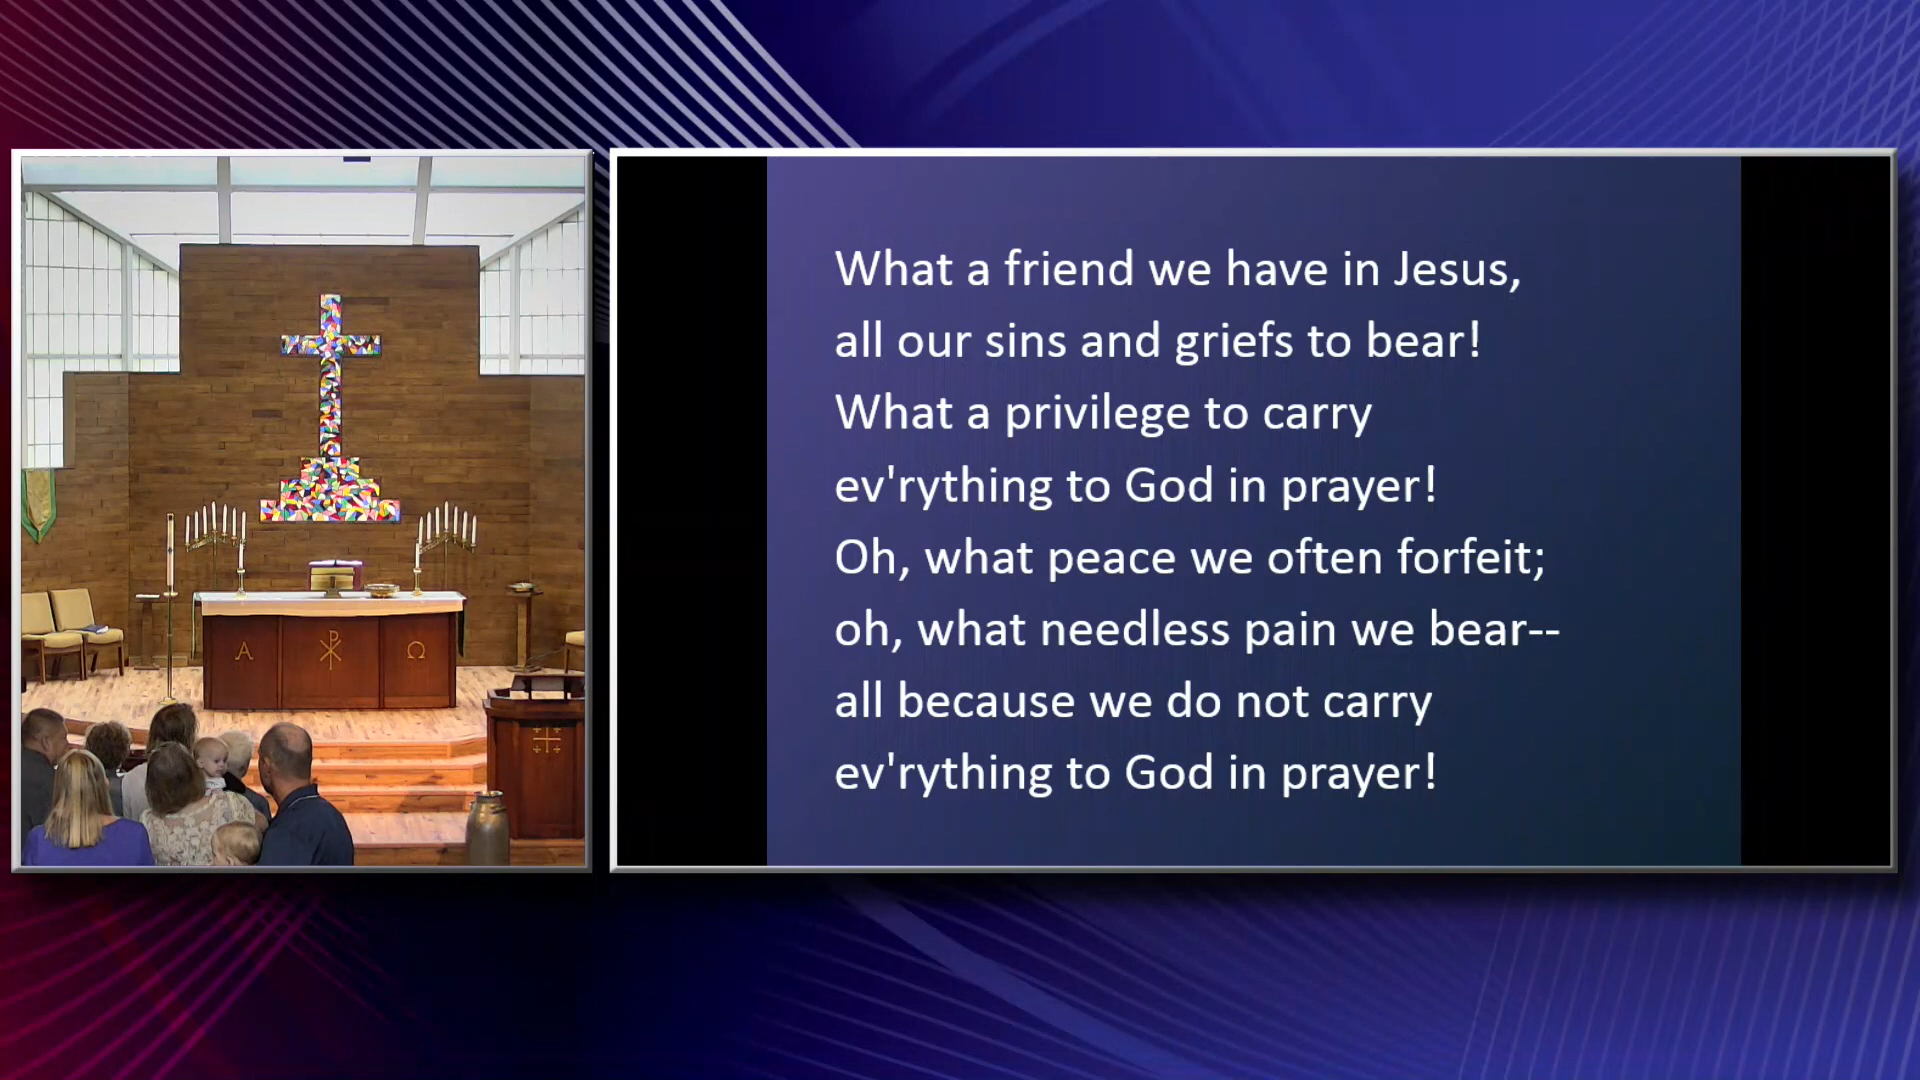 What a friend we have in Jesus,
all our sins and griefs to bear!
What a privilege to carry
ev'rything to God in prayer!
Oh, what peace we often forfeit;
oh, what needless pain we bear--
all because we do not carry
ev'rything to God in prayer!
Α ☧ Ω